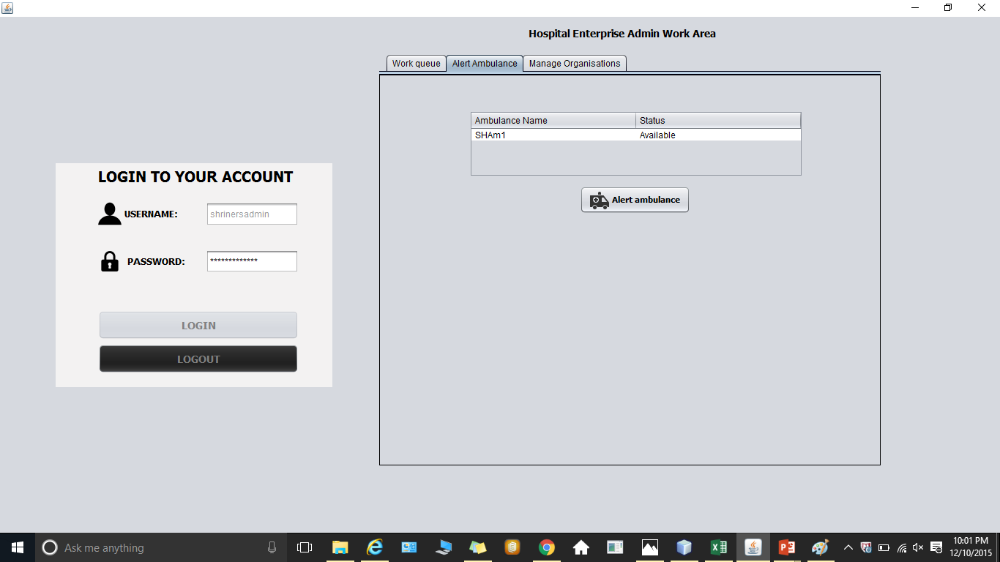 Hospital Enterprise Admin Work Area
Work queue Alert Ambulance Manage Organisations
Ambulance Name Status
SHAm1 Available
Alert ambulance
LOGIN TO YOUR ACCOUNT
USERNAME: shrinersadmin
PASSWORD: *************
LOGIN
LOGOUT
Ask me anything
10:01 PM
12/10/2015